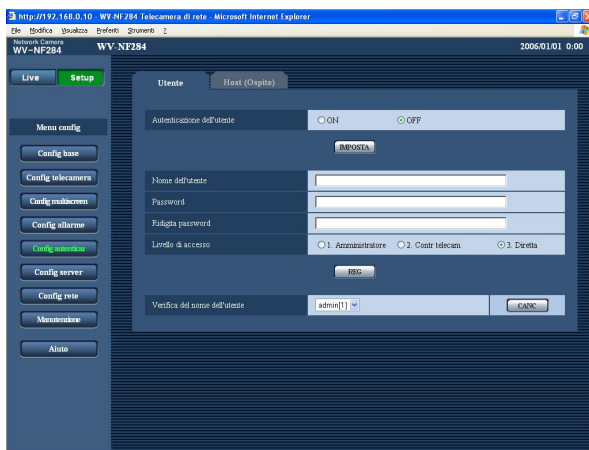 http://192.168.0.10 - WV-NF284 Telecamera di rete - Microsoft Internet Explorer
File Modifica Visualizza Preferiti Strumenti ?
Network Camera
WV-NF284
WV-NF284
2006/01/01 0:00
Live
Setup
Utente
Host (Ospite)
Autenticazione dell'utente
ON
OFF
IMPOSTA
Menu config
Config base
Config telecamera
Config multiscreen
Config allarme
Config autenticaz
Config server
Config rete
Manutenzione
Aiuto
Nome dell'utente
Password
Ridigita password
Livello di accesso
1. Amministratore
2. Contr telecam
3. Diretta
REG
Verifica del nome dell'utente
admin[1]
CANC